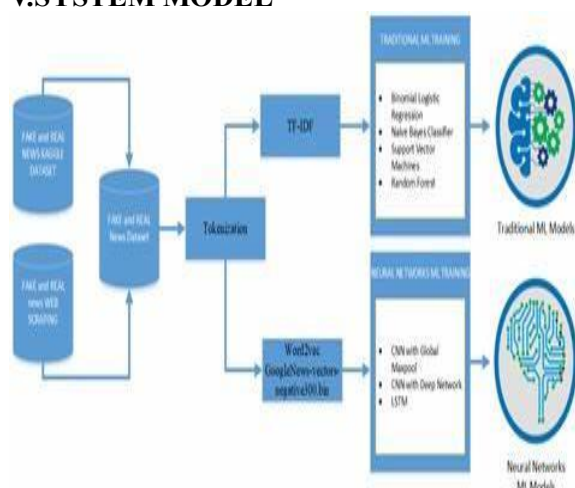 V.SYSTEM MODEL
FAKE and REAL
NEWS KAGGLE
DATASET
FAKE and REAL
news WEB
SCRAPING
FAKE and REAL
News Dataset
Tokenization
TF-IDF
Word2vec
GoogleNews-vectors-
negative300.bin
TRADITIONAL ML TRAINING
• Binomial Logistic
Regression
• Naive Bayes Classifier
• Support Vector
Machines
• Random Forest
Traditional ML Models
NEURAL NETWORKS ML TRAINING
• CNN with Global
Maxpool
• CNN with Deep Network
• LSTM
Neural Networks
ML Models